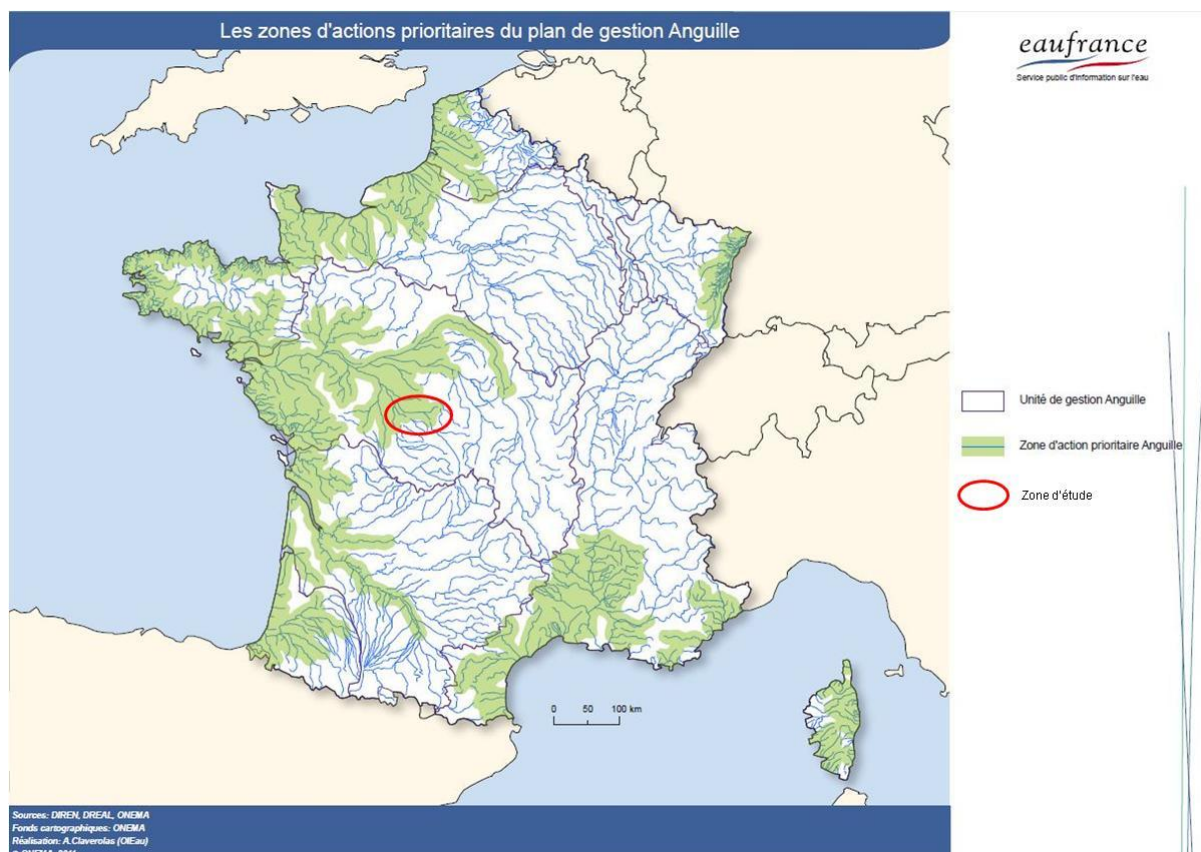 Les zones d'actions prioritaires du plan de gestion Anguille
eaufrance
Service public d'information sur l'eau
Unité de gestion Anguille
Zone d'action prioritaire Anguille
Zone d'étude
0 50 100 km
Sources: DIREN, DREAL, ONEMA
Fonds cartographiques: ONEMA
Réalisation: A.Claverolas (OIEau)